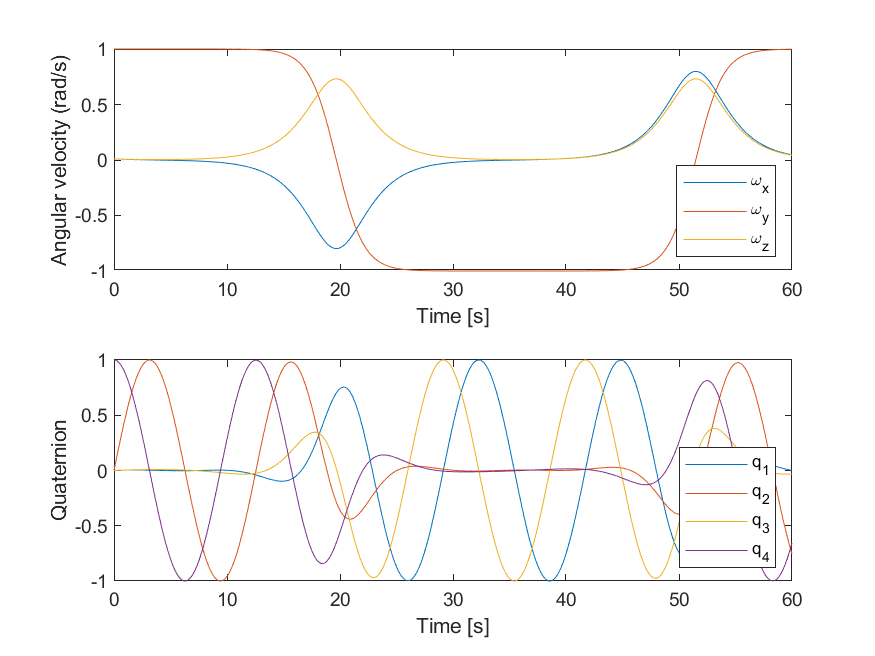 Angular velocity (rad/s)
1
0.5
0
-0.5
-1
0 10 20 30 40 50 60
Time [s]
ωx
ωy
ωz
Quaternion
1
0.5
0
-0.5
-1
0 10 20 30 40 50 60
Time [s]
q1
q2
q3
q4